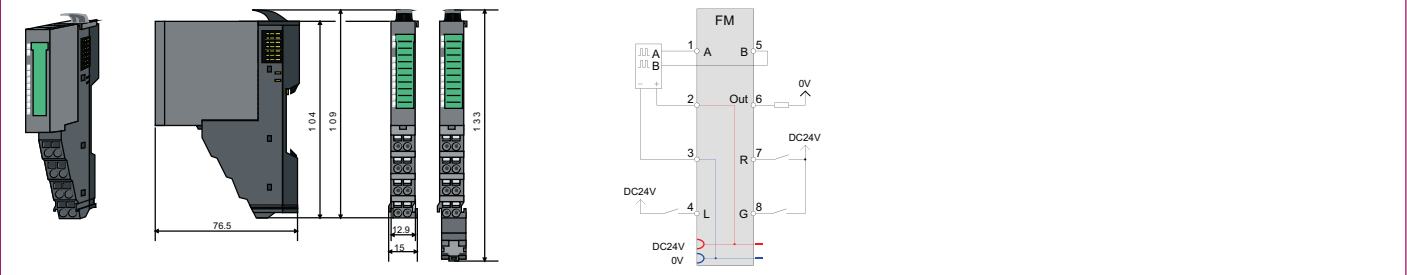 104
109
133
76.5
12.9
15
FM
1 A B 5
A
B
- +
2 Out 6
0V
DC24V
3 R 7
DC24V
4 L G 8
DC24V
0V